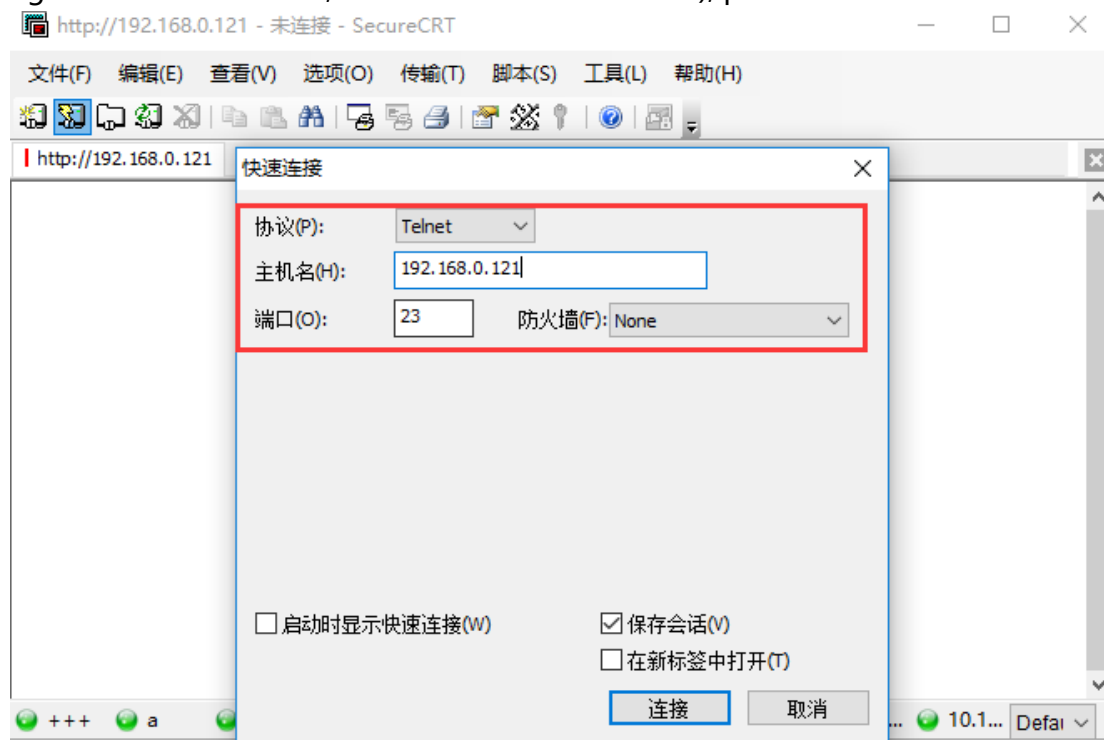 http://192.168.0.121 - 未连接 - SecureCRT
文件(F) 编辑(E) 查看(V) 选项(O) 传输(T) 脚本(S) 工具(L) 帮助(H)
http://192.168.0.121
快速连接
协议(P): Telnet
主机名(H): 192.168.0.121
端口(O): 23 防火墙(F): None
启动时显示快速连接(W) 保存会话(V)
在新标签中打开(T)
连接 取消
+++ a ... 10.1... Defau